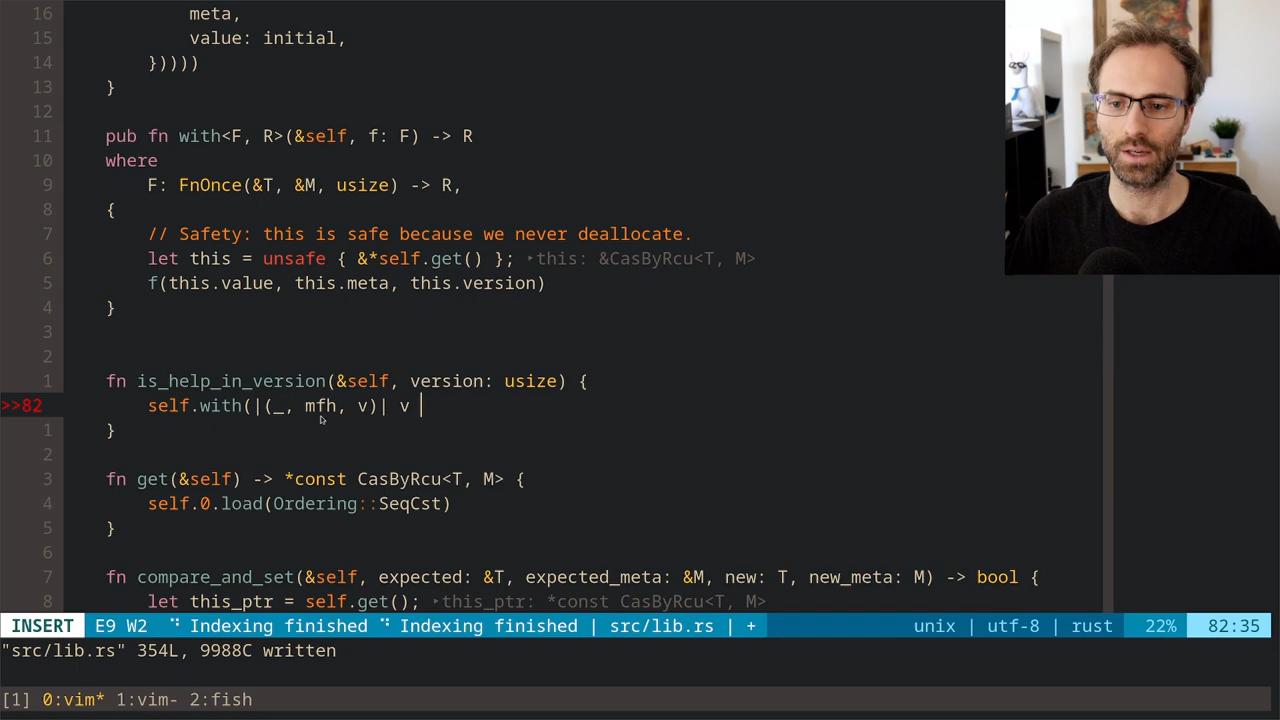 16 meta,
15 value: initial,
14 }))))
13 }
12
11 pub fn with<F, R>(&self, f: F) -> R
10 where
9 F: FnOnce(&T, &M, usize) -> R,
8 {
7 // Safety: this is safe because we never deallocate.
6 let this = unsafe { &*self.get() }; ‣this: &CasByRcu<T, M>
5 f(this.value, this.meta, this.version)
4 }
3
2
1 fn is_help_in_version(&self, version: usize) {
>>82 self.with(|(_, mfh, v)| v
1 }
2
3 fn get(&self) -> *const CasByRcu<T, M> {
4 self.0.load(Ordering::SeqCst)
5 }
6
7 fn compare_and_set(&self, expected: &T, expected_meta: &M, new: T, new_meta: M) -> bool {
8 let this_ptr = self.get(); ‣this_ptr: *const CasByRcu<T, M>
INSERT E9 W2 ⠙ Indexing finished ⠙ Indexing finished | src/lib.rs | + unix | utf-8 | rust 22% 82:35
"src/lib.rs" 354L, 9988C written
[1] 0:vim* 1:vim- 2:fish